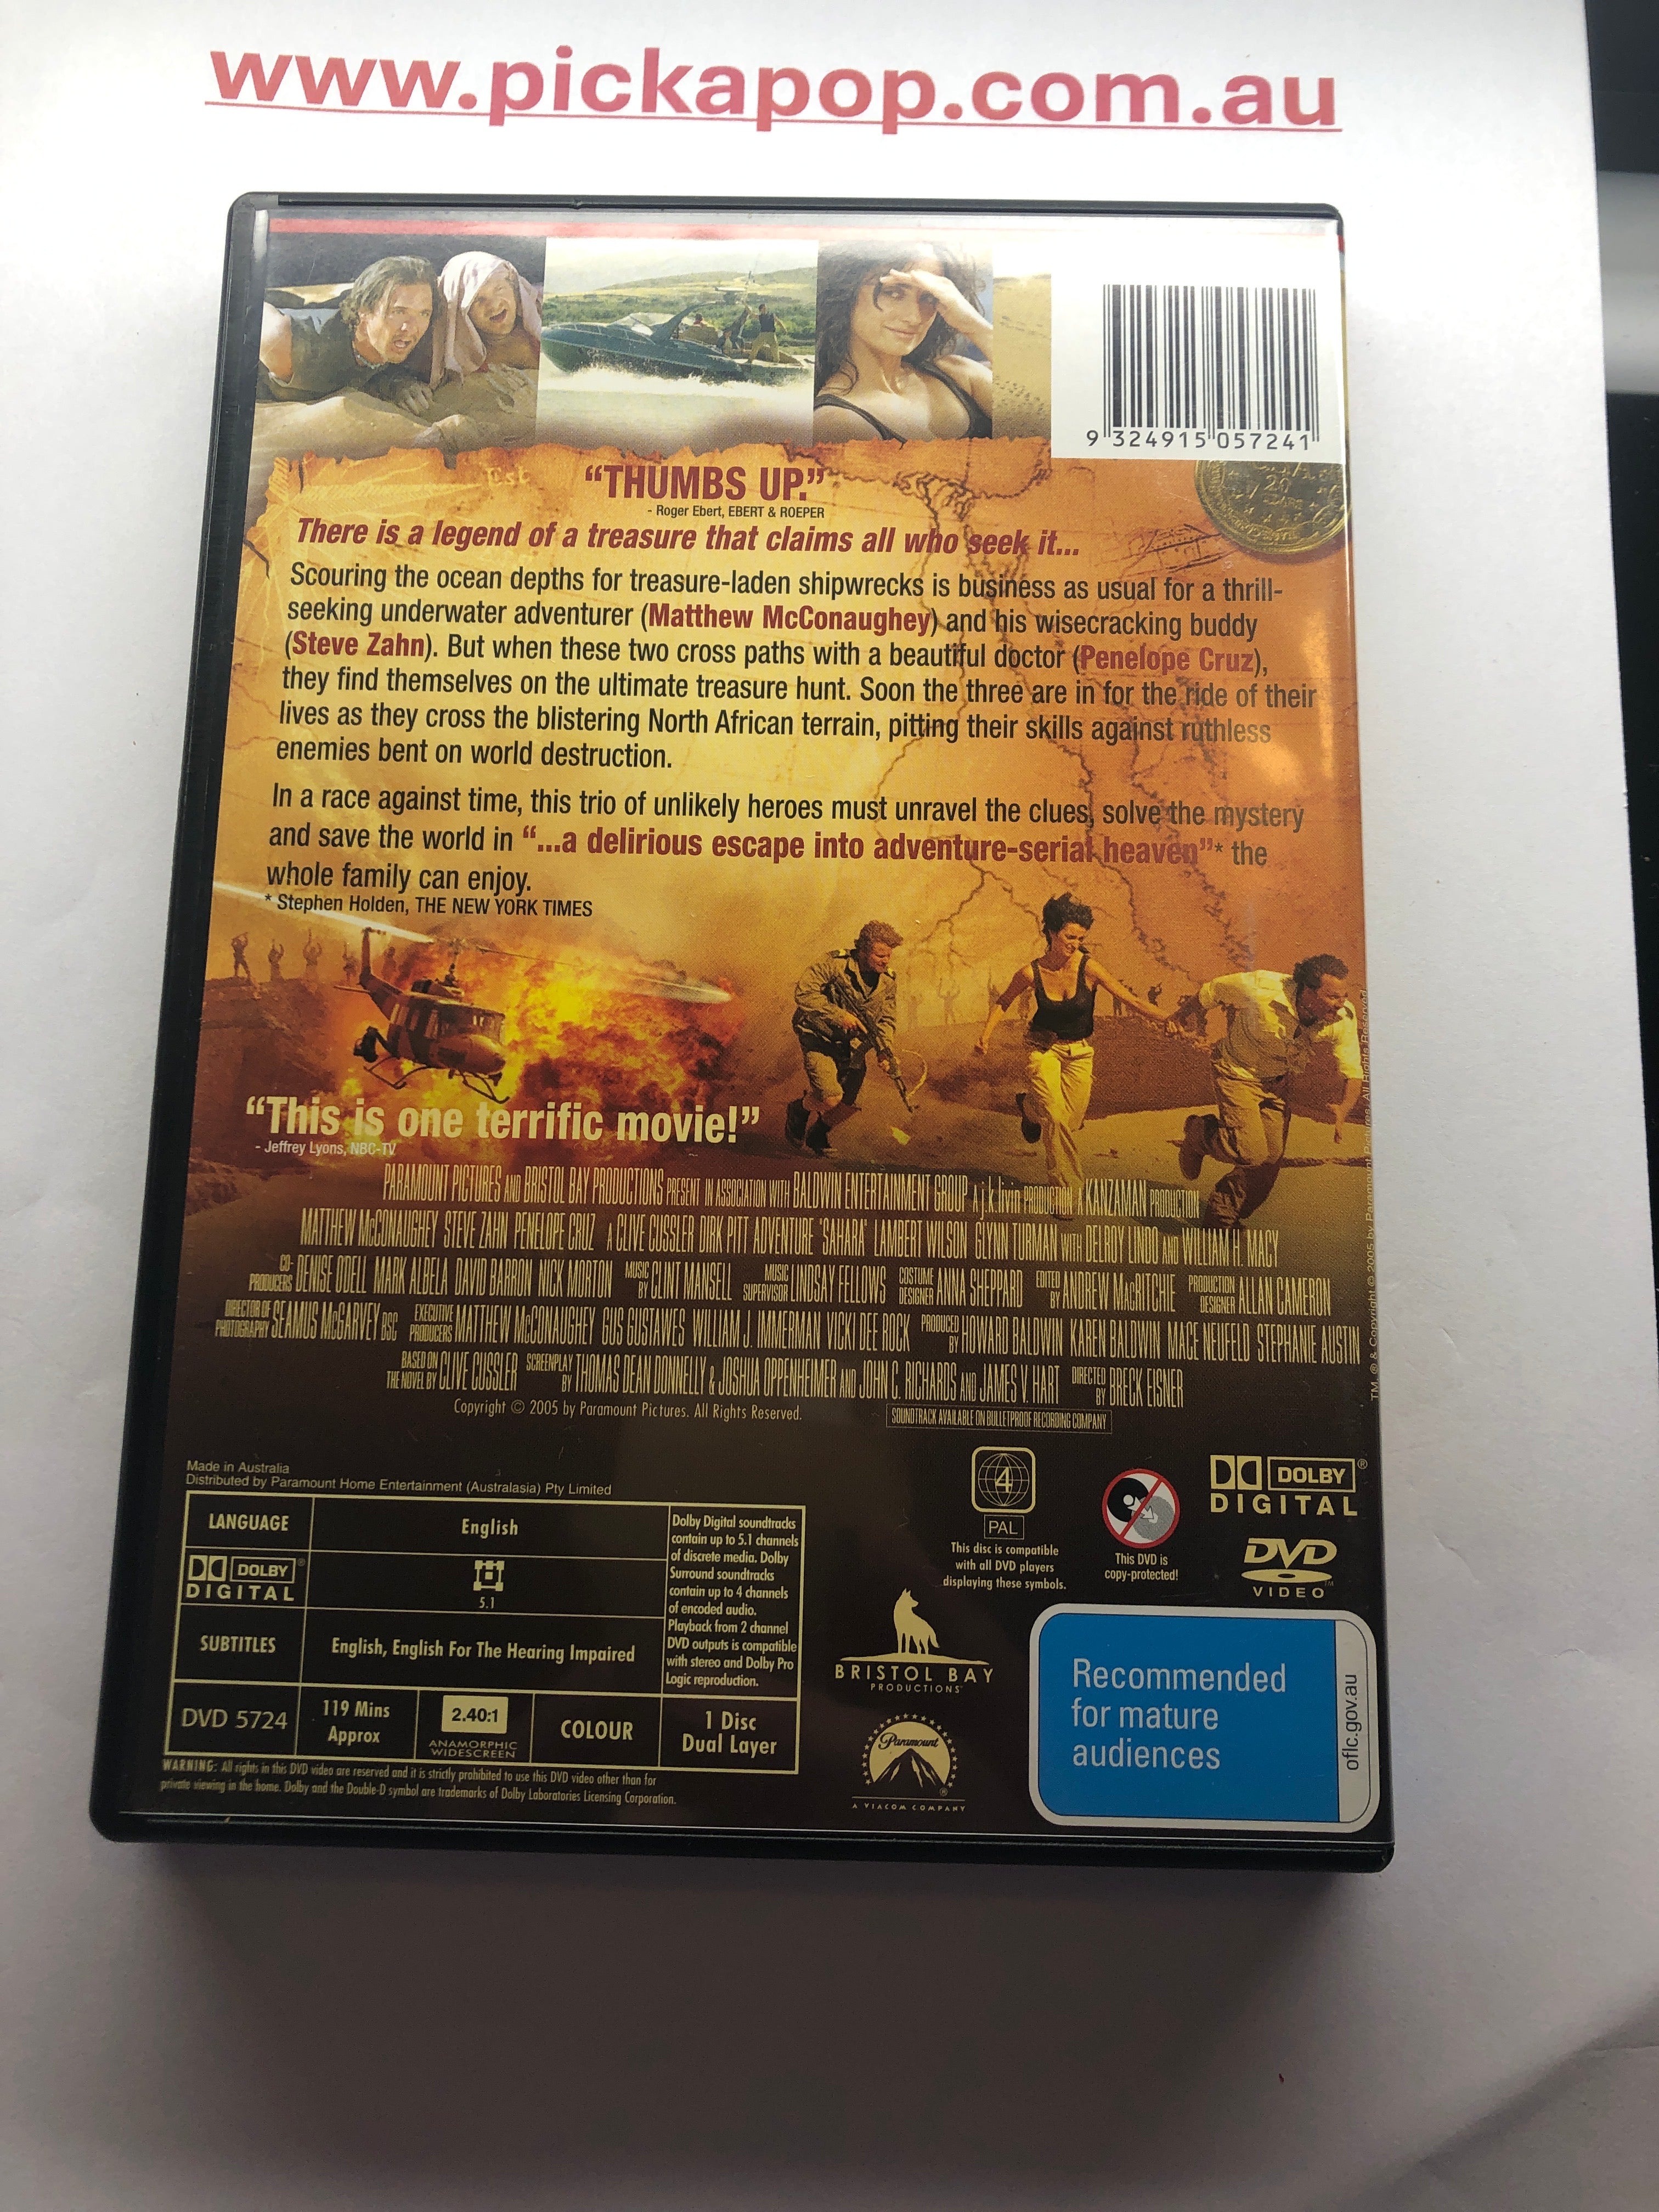 www.pickapop.com.au
9 324915 057241
“THUMBS UP.”
- Roger Ebert, EBERT & ROEPER
There is a legend of a treasure that claims all who seek it...
Scouring the ocean depths for treasure-laden shipwrecks is business as usual for a thrill-
seeking underwater adventurer (Matthew McConaughey) and his wisecracking buddy
(Steve Zahn). But when these two cross paths with a beautiful doctor (Penelope Cruz),
they find themselves on the ultimate treasure hunt. Soon the three are in for the ride of their
lives as they cross the blistering North African terrain, pitting their skills against ruthless
enemies bent on world destruction.
In a race against time, this trio of unlikely heroes must unravel the clues, solve the mystery
and save the world in “...a delirious escape into adventure-serial heaven”* the
whole family can enjoy.
* Stephen Holden, THE NEW YORK TIMES
“This is one terrific movie!”
- Jeffrey Lyons, NBC-TV
PARAMOUNT PICTURES AND BRISTOL BAY PRODUCTIONS PRESENT IN ASSOCIATION WITH BALDWIN ENTERTAINMENT GROUP A j.k.livin PRODUCTION A KANZAMAN PRODUCTION
MATTHEW McCONAUGHEY STEVE ZAHN PENELOPE CRUZ A CLIVE CUSSLER DIRK PITT ADVENTURE "SAHARA" LAMBERT WILSON GLYNN TURMAN WITH DELROY LINDO AND WILLIAM H. MACY
CO-PRODUCERS DENISE ODELL MARK ALBELA DAVID BARRON NICK MORTON MUSIC BY CLINT MANSELL MUSIC SUPERVISOR LINDSAY FELLOWS COSTUME DESIGNER ANNA SHEPPARD EDITED BY ANDREW MacRITCHIE PRODUCTION DESIGNER ALLAN CAMERON
DIRECTOR OF PHOTOGRAPHY SEAMUS McGARVEY BSC EXECUTIVE PRODUCERS MATTHEW McCONAUGHEY GUS GUSTAWES WILLIAM J. IMMERMAN VICKI DEE ROCK PRODUCED BY HOWARD BALDWIN KAREN BALDWIN MACE NEUFELD STEPHANIE AUSTIN
BASED ON THE NOVEL BY CLIVE CUSSLER SCREENPLAY BY THOMAS DEAN DONNELLY & JOSHUA OPPENHEIMER AND JOHN C. RICHARDS AND JAMES V. HART DIRECTED BY BRECK EISNER
Copyright © 2005 by Paramount Pictures. All Rights Reserved.
SOUNDTRACK AVAILABLE ON BULLETPROOF RECORDING COMPANY
TM, ® & Copyright © 2005 by Paramount Pictures. All Rights Reserved.
Made in Australia
Distributed by Paramount Home Entertainment (Australasia) Pty Limited
LANGUAGE
English
DOLBY
DIGITAL
5.1
SUBTITLES
English, English For The Hearing Impaired
Dolby Digital soundtracks
contain up to 5.1 channels
of discrete media. Dolby
Surround soundtracks
contain up to 4 channels
of encoded audio.
Playback from 2 channel
DVD outputs is compatible
with stereo and Dolby Pro
Logic reproduction.
DVD 5724
119 Mins
Approx
2.40:1
ANAMORPHIC
WIDESCREEN
COLOUR
1 Disc
Dual Layer
WARNING: All rights in this DVD video are reserved and it is strictly prohibited to use this DVD video other than for
private viewing in the home. Dolby and the Double-D symbol are trademarks of Dolby Laboratories Licensing Corporation.
4
PAL
This disc is compatible
with all DVD players
displaying these symbols.
This DVD is
copy-protected!
DOLBY®
DIGITAL
DVD
VIDEO™
BRISTOL BAY
PRODUCTIONS
Paramount
A VIACOM COMPANY
Recommended
for mature
audiences
oflc.gov.au